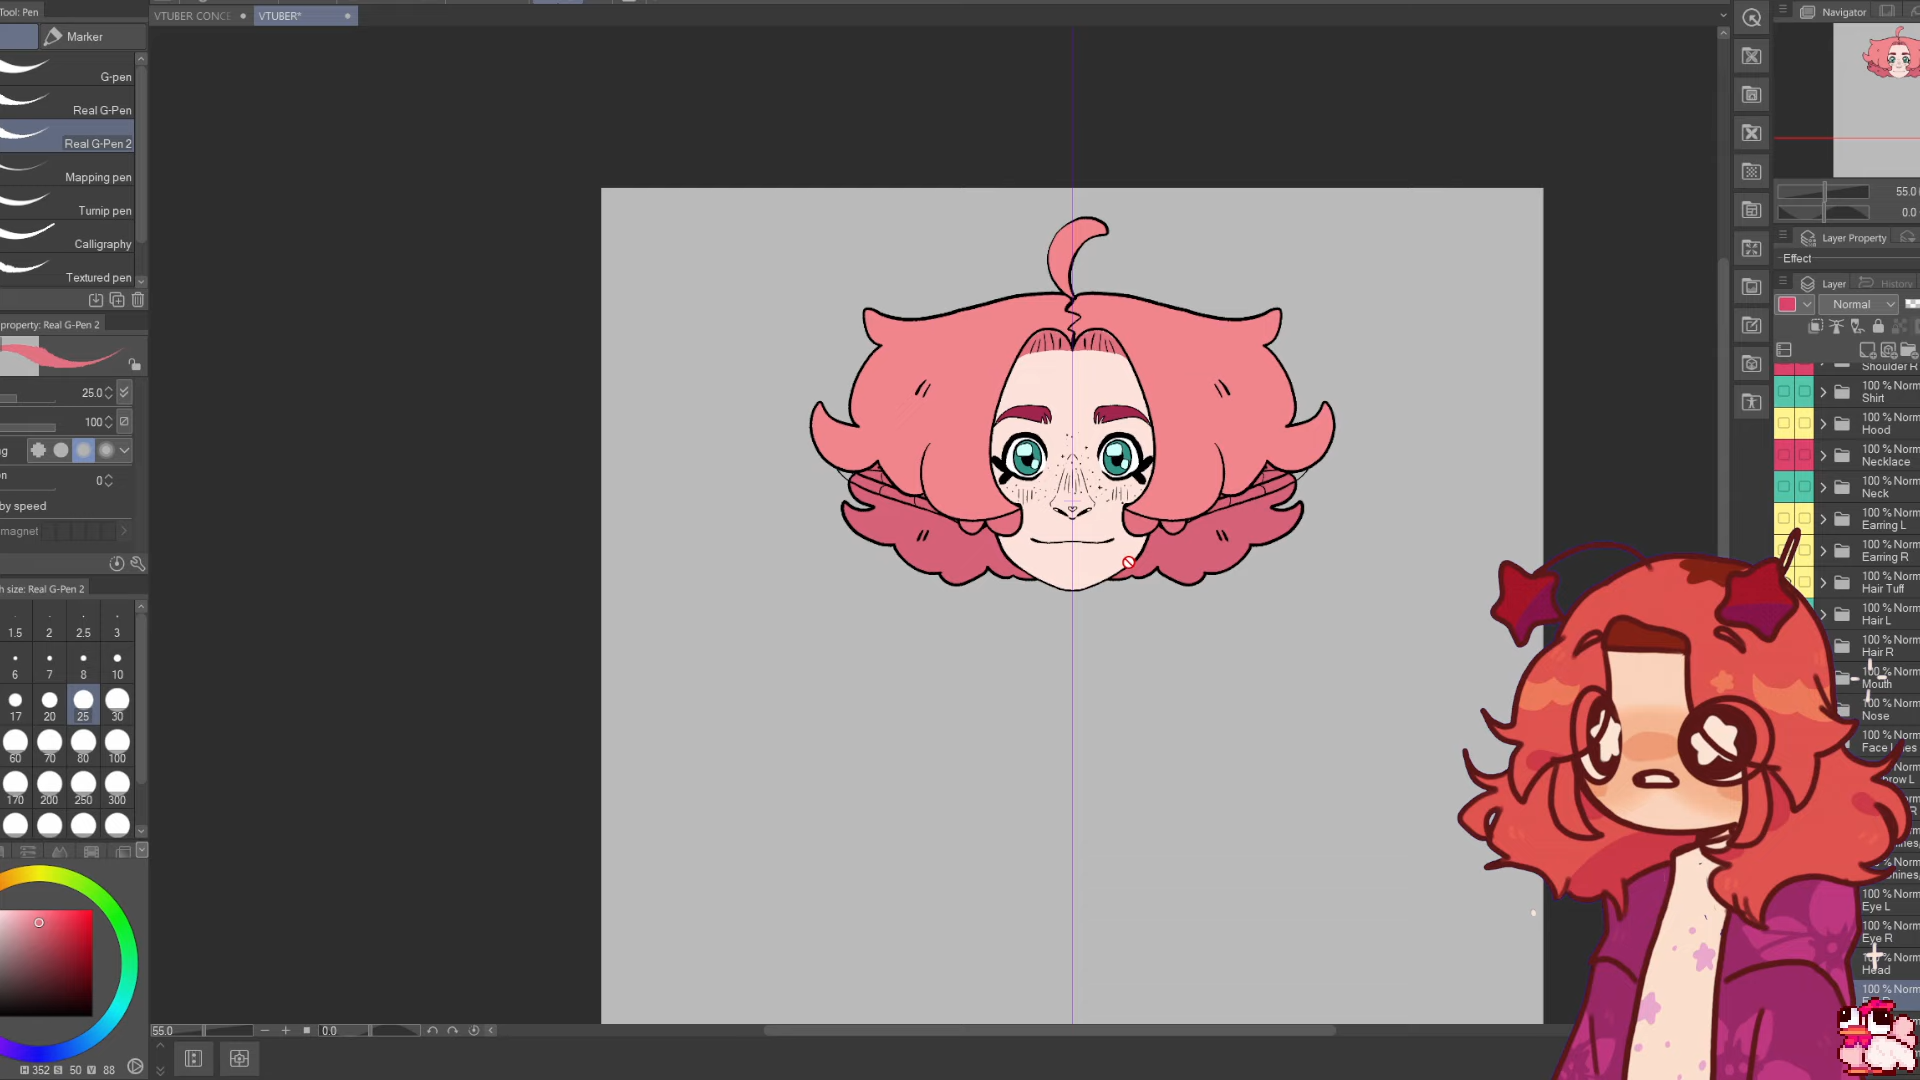 Tool: Pen
VTUBER CONCE
VTUBER*
Navigator
Marker
G-pen
Real G-Pen
Real G-Pen 2
Mapping pen
Turnip pen
Calligraphy
Textured pen
property: Real G-Pen 2
25.0
100
0
by speed
magnet
h size: Real G-Pen 2
1.5 2 2.5 3
6 7 8 10
17 20 25 30
60 70 80 100
170 200 250 300
H 352 S 50 V 88
55.0
0.0
55.0
0.0
Layer Property
Effect
Layer
History
Normal
Shoulder R
100 % Norm
Shirt
100 % Norm
Hood
100 % Norm
Necklace
100 % Norm
Neck
100 % Norm
Earring L
100 % Norm
Earring R
100 % Norm
Hair Tuff
100 % Norm
Hair L
100 % Norm
Hair R
100 % Norm
Mouth
100 % Norm
Nose
100 % Norm
100 % Norm
Eye L
100 % Norm
Eye R
Head
100 % Norm